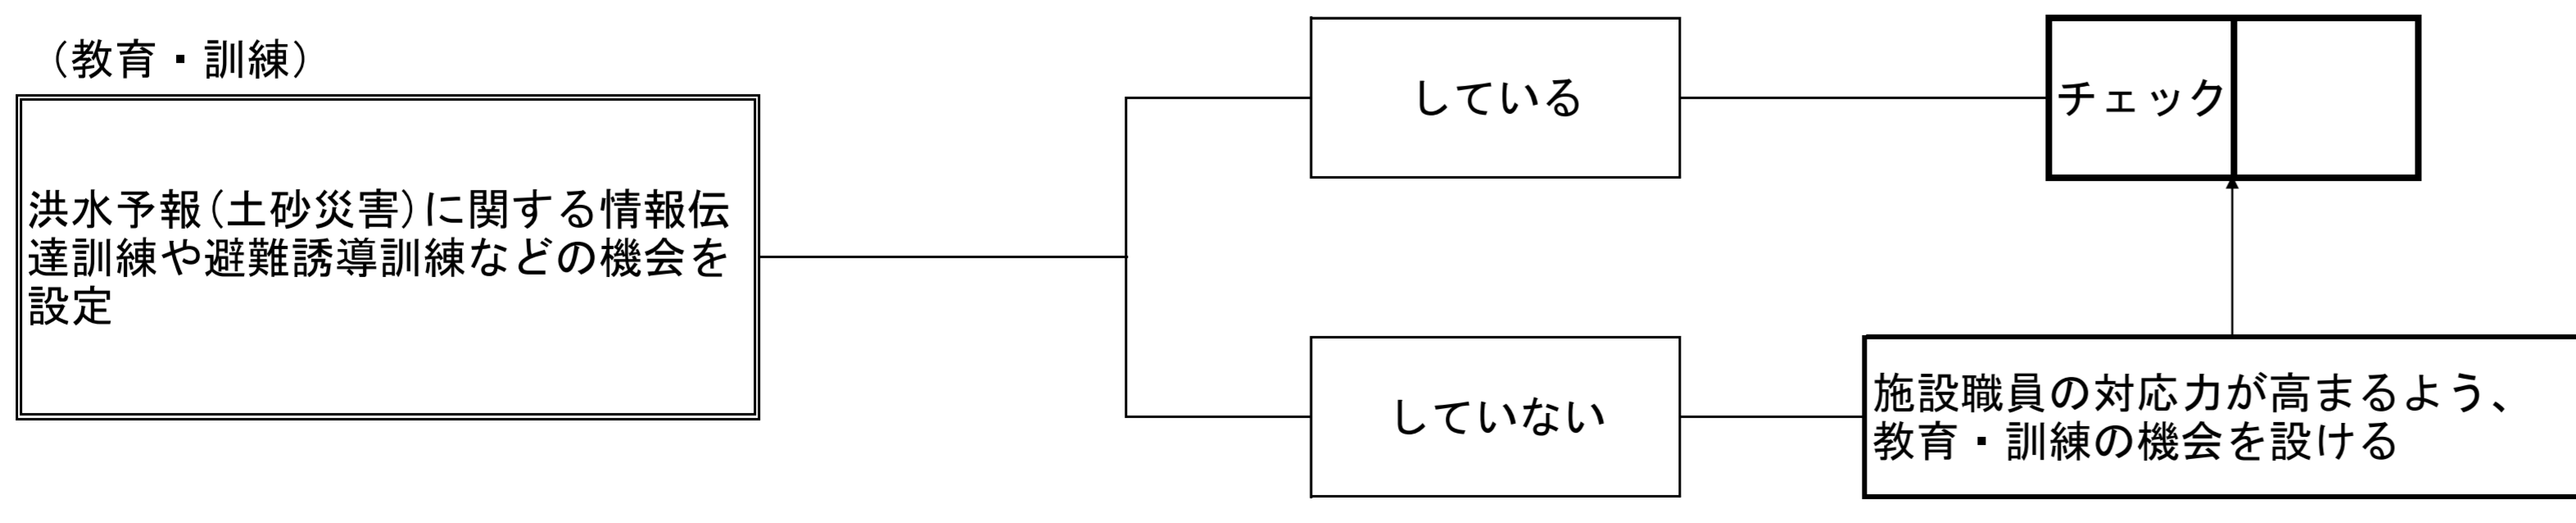 （教育・訓練）
洪水予報(土砂災害)に関する情報伝
達訓練や避難誘導訓練などの機会を
設定
している
チェック
していない
施設職員の対応力が高まるよう、
教育・訓練の機会を設ける